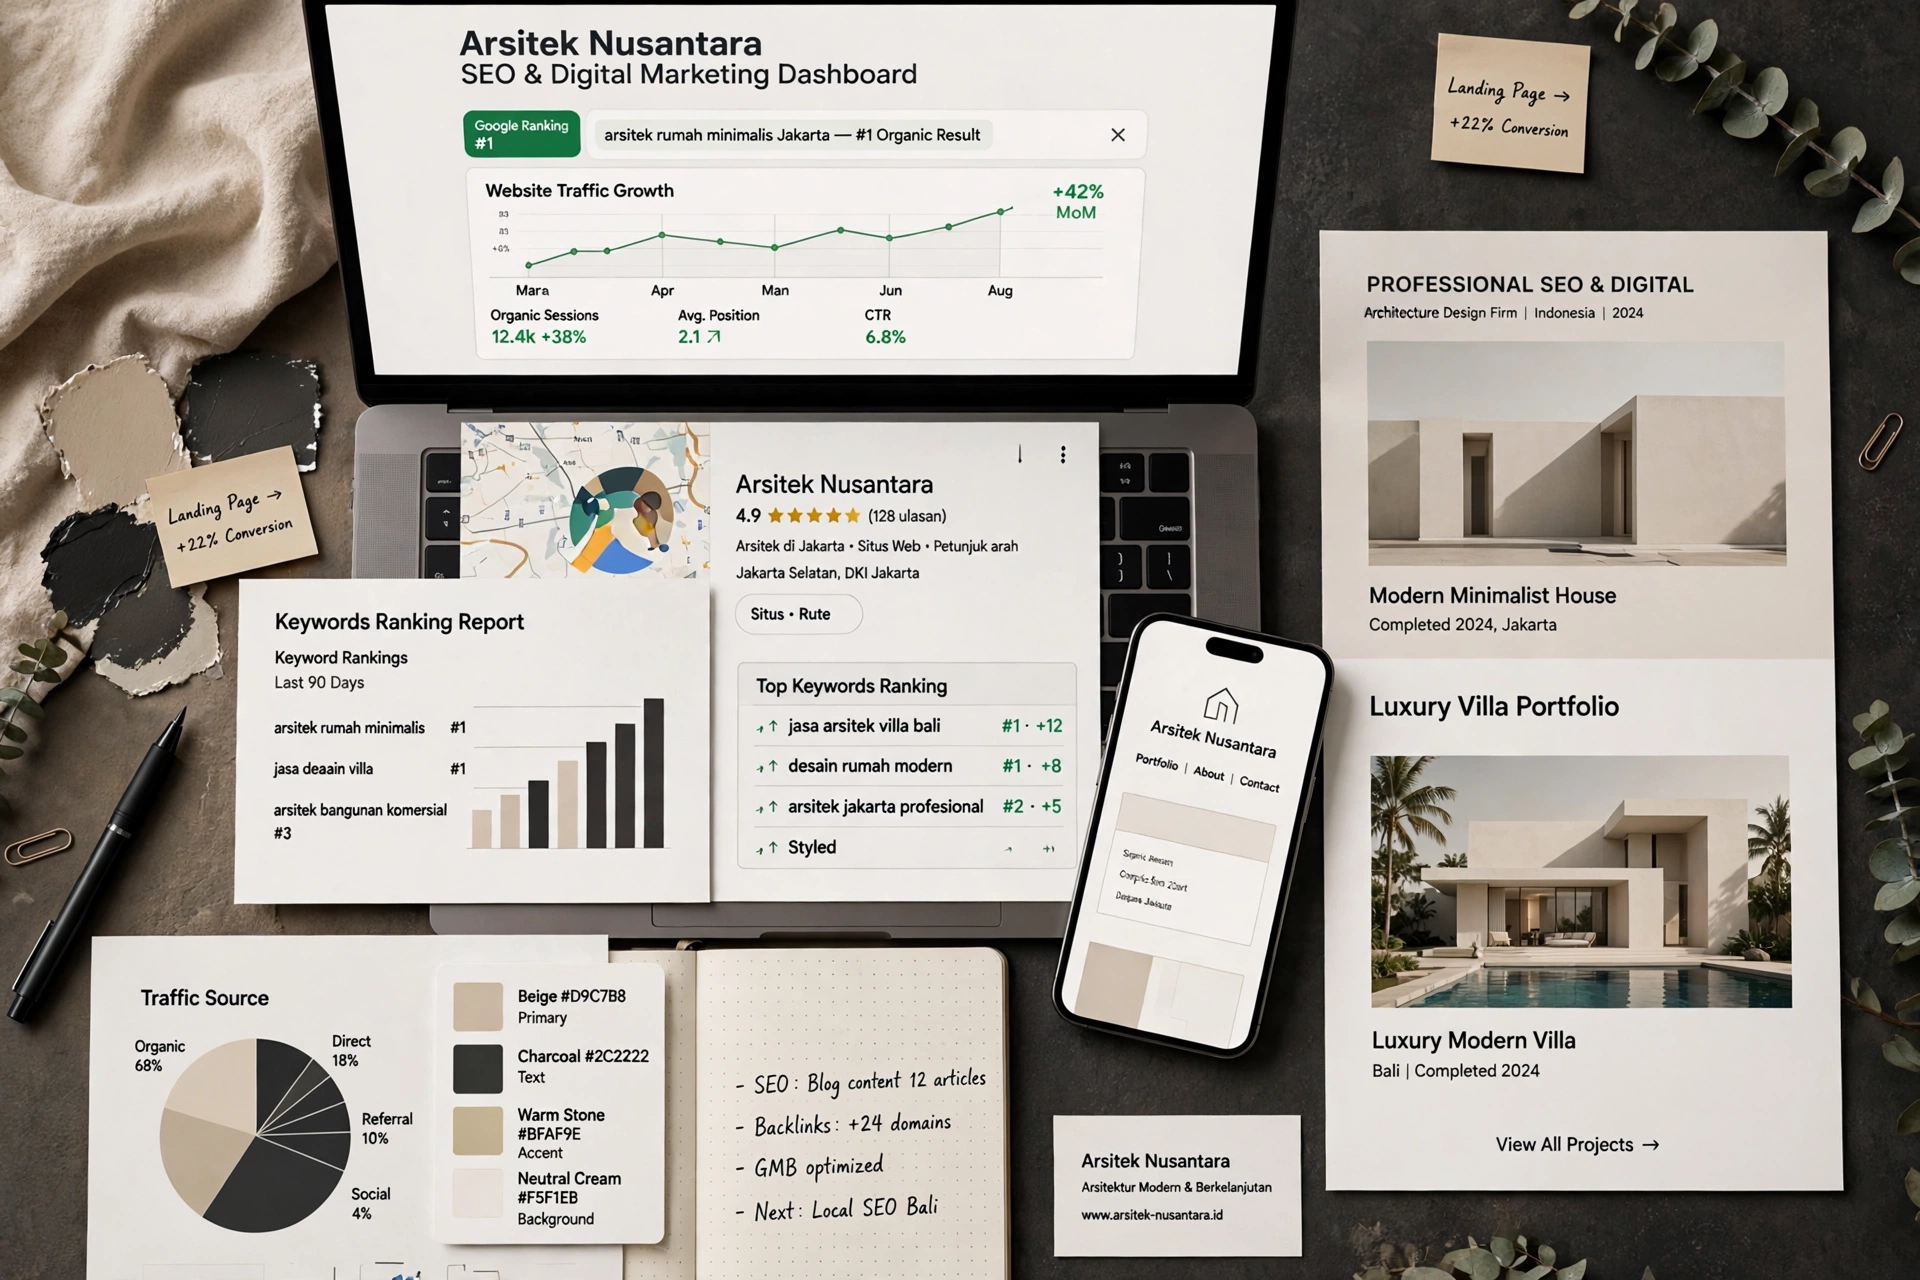 Arsitek Nusantara
SEO & Digital Marketing Dashboard
Google Ranking
#1
arsitek rumah minimalis Jakarta — #1 Organic Result
Website Traffic Growth
+42%
MoM
Mara
Apr
Man
Jun
Aug
Organic Sessions
12.4k +38%
Avg. Position
2.1
CTR
6.8%
Landing Page →
+22% Conversion
PROFESSIONAL SEO & DIGITAL
Architecture Design Firm | Indonesia | 2024
Modern Minimalist House
Completed 2024, Jakarta
Luxury Villa Portfolio
Luxury Modern Villa
Bali | Completed 2024
View All Projects →
Landing Page →
+22% Conversion
Arsitek Nusantara
4.9 ★★★★★ (128 ulasan)
Arsitek di Jakarta • Situs Web • Petunjuk arah
Jakarta Selatan, DKI Jakarta
Situs • Rute
Top Keywords Ranking
jasa arsitek villa bali #1 · +12
desain rumah modern #1 · +8
arsitek jakarta profesional #2 · +5
Styled
Keywords Ranking Report
Keyword Rankings
Last 90 Days
arsitek rumah minimalis #1
jasa deaain villa #1
arsitek bangunan komersial
#3
Arsitek Nusantara
Portfolio | About | Contact
Traffic Source
Organic
68%
Direct
18%
Referral
10%
Social
4%
Beige #D9C7B8
Primary
Charcoal #2C2222
Text
Warm Stone
#BFAF9E
Accent
Neutral Cream
#F5F1EB
Background
- SEO: Blog content 12 articles
- Backlinks: +24 domains
- GMB optimized
- Next: Local SEO Bali
Arsitek Nusantara
Arsitektur Modern & Berkelanjutan
www.arsitek-nusantara.id